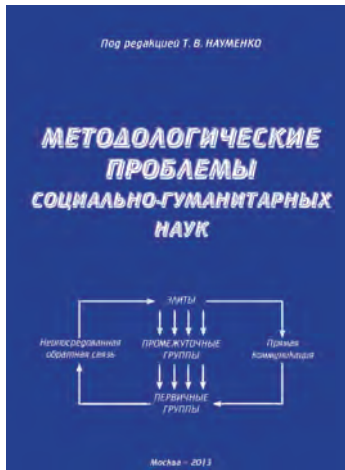 Под редакцией Т. В. НАУМЕНКО
МЕТОДОЛОГИЧЕСКИЕ
ПРОБЛЕМЫ
СОЦИАЛЬНО-ГУМАНИТАРНЫХ
НАУК
ЭЛИТЫ
Неопосредованная
обратная связь
ПРОМЕЖУТОЧНЫЕ
ГРУППЫ
Прямая
коммуникация
ПЕРВИЧНЫЕ
ГРУППЫ
Москва – 2013